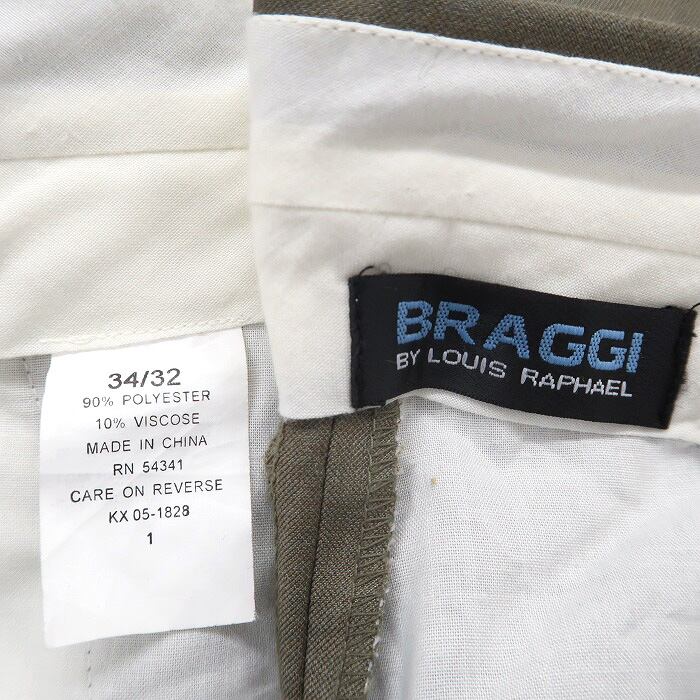 34/32
90% POLYESTER
10% VISCOSE
MADE IN CHINA
RN 54341
CARE ON REVERSE
KX 05-1828
1
BRAGGI
BY LOUIS RAPHAEL